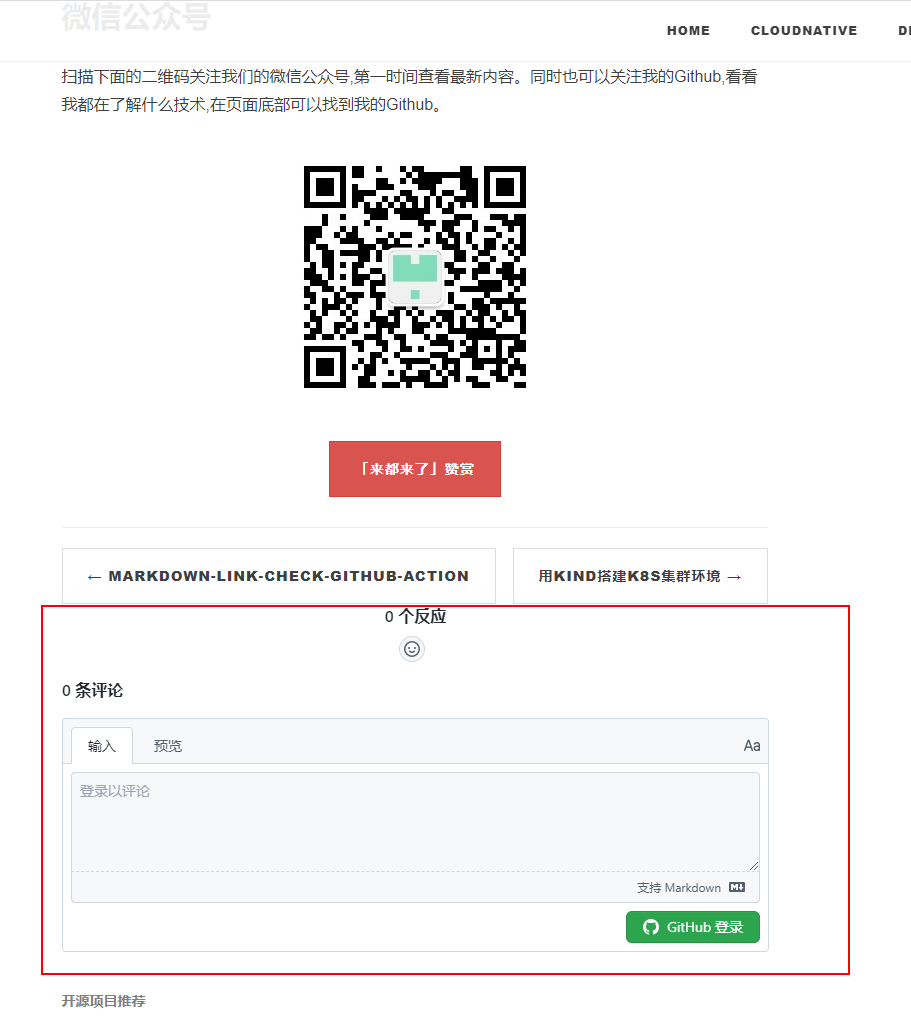 微信公众号
HOME CLOUDNATIVE
扫描下面的二维码关注我们的微信公众号,第一时间查看最新内容。同时也可以关注我的Github,看看
我都在了解什么技术,在页面底部可以找到我的Github。
「来都来了」赞赏
← MARKDOWN-LINK-CHECK-GITHUB-ACTION
用KIND搭建K8S集群环境 →
0 个反应
0 条评论
输入 预览 Aa
登录以评论
支持 Markdown
GitHub 登录
开源项目推荐